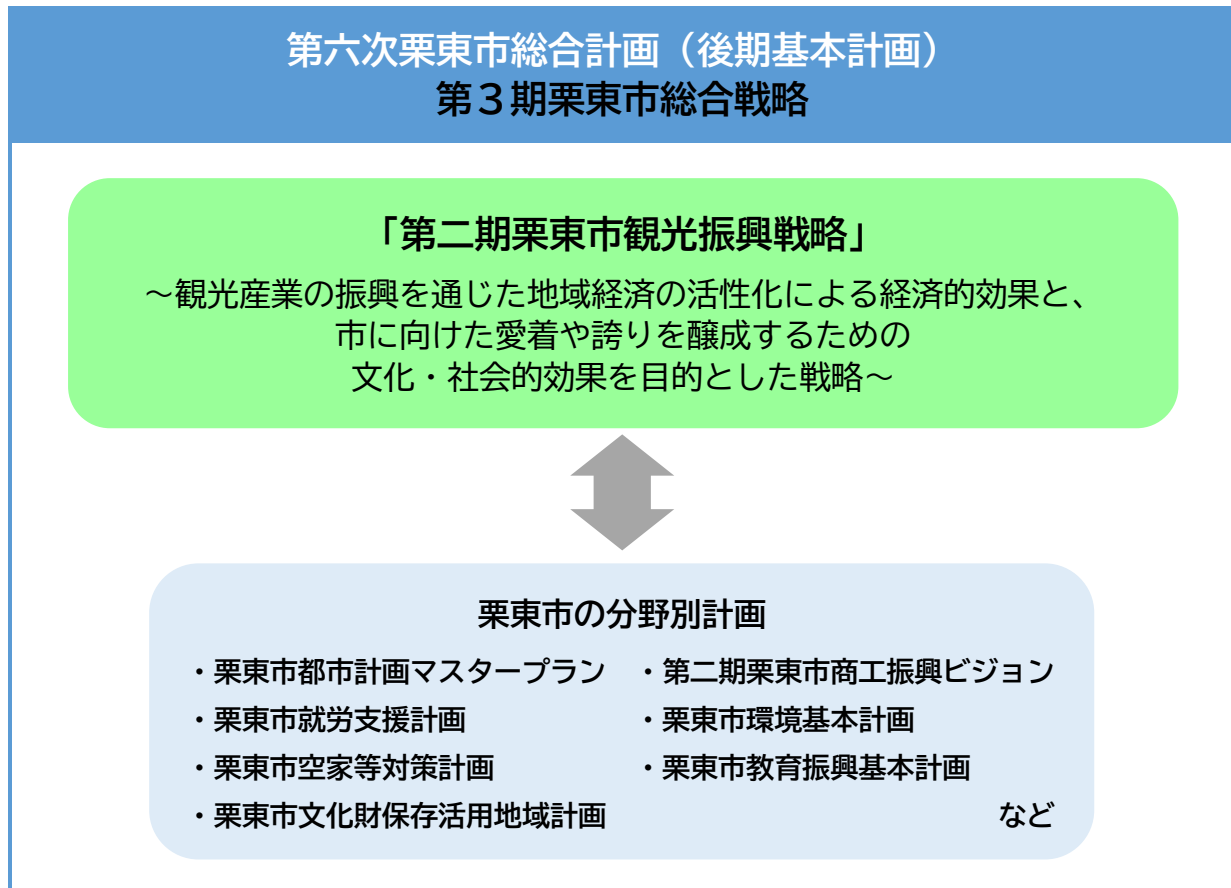 第六次栗東市総合計画（後期基本計画）
第３期栗東市総合戦略
「第二期栗東市観光振興戦略」
～観光産業の振興を通じた地域経済の活性化による経済的効果と、
市に向けた愛着や誇りを醸成するための
文化・社会的効果を目的とした戦略～
栗東市の分野別計画
・栗東市都市計画マスタープラン ・第二期栗東市商工振興ビジョン
・栗東市就労支援計画 ・栗東市環境基本計画
・栗東市空家等対策計画 ・栗東市教育振興基本計画
・栗東市文化財保存活用地域計画 など